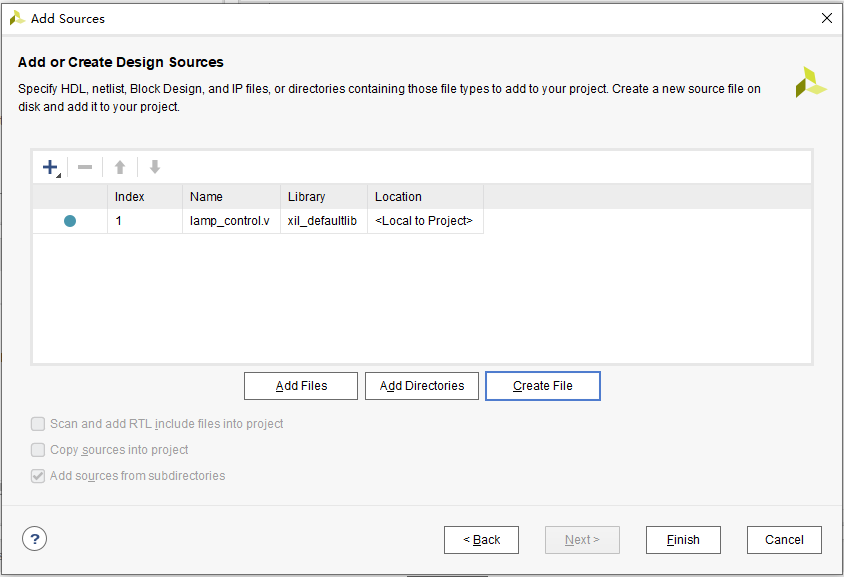 Add Sources
Add or Create Design Sources
Specify HDL, netlist, Block Design, and IP files, or directories containing those file types to add to your project. Create a new source file on
disk and add it to your project.
Index Name Library Location
1 lamp_control.v xil_defaultlib <Local to Project>
Add Files Add Directories Create File
Scan and add RTL include files into project
Copy sources into project
Add sources from subdirectories
? < Back Next > Finish Cancel